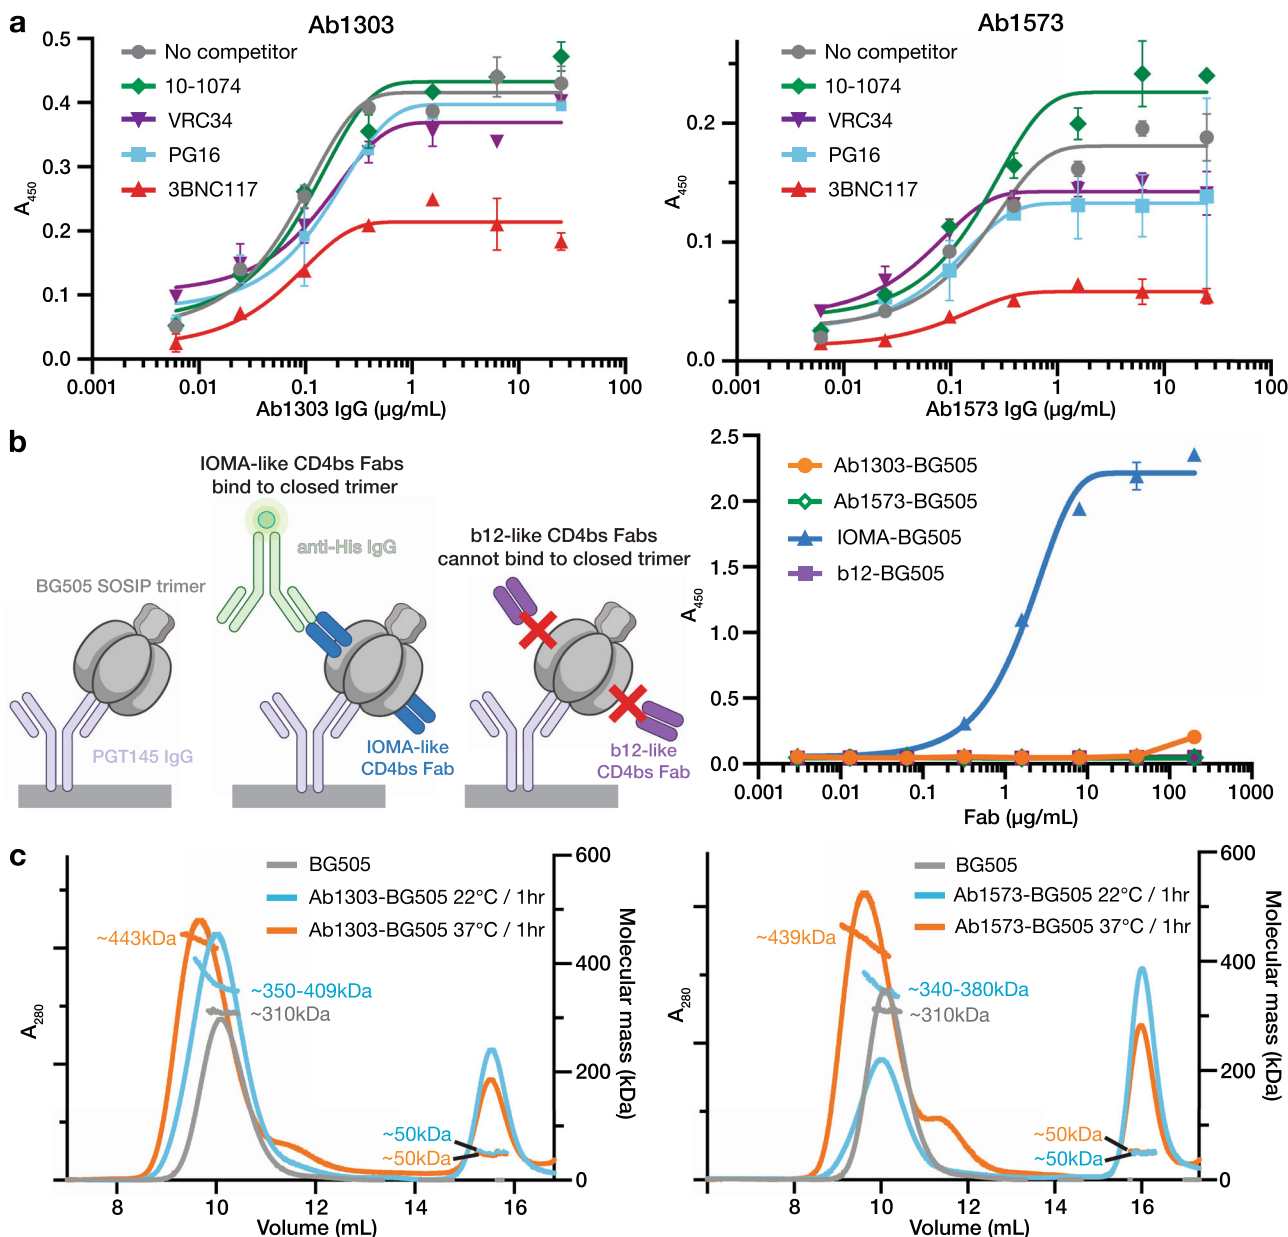 a
Ab1303
No competitor
10-1074
VRC34
PG16
3BNC117
0.5
0.4
0.3
0.2
0.1
0.0
A450
0.001
0.01
0.1
1
10
100
Ab1303 IgG (µg/mL)
Ab1573
No competitor
10-1074
VRC34
PG16
3BNC117
0.2
0.1
0.0
A450
0.001
0.01
0.1
1
10
100
Ab1573 IgG (µg/mL)
b
IOMA-like CD4bs Fabs
bind to closed trimer
anti-His IgG
BG505 SOSIP trimer
b12-like CD4bs Fabs
cannot bind to closed trimer
PGT145 IgG
IOMA-like
CD4bs Fab
b12-like
CD4bs Fab
2.5
2.0
1.5
1.0
0.5
0.0
A450
Ab1303-BG505
Ab1573-BG505
IOMA-BG505
b12-BG505
0.001
0.01
0.1
1
10
100
1000
Fab (µg/mL)
c
BG505
Ab1303-BG505 22°C / 1hr
Ab1303-BG505 37°C / 1hr
~443kDa
~350-409kDa
~310kDa
~50kDa
~50kDa
A280
600
400
200
0
Molecular mass (kDa)
8
10
12
14
16
Volume (mL)
BG505
Ab1573-BG505 22°C / 1hr
Ab1573-BG505 37°C / 1hr
~439kDa
~340-380kDa
~310kDa
~50kDa
~50kDa
A280
600
400
200
0
Molecular mass (kDa)
8
10
12
14
16
Volume (mL)